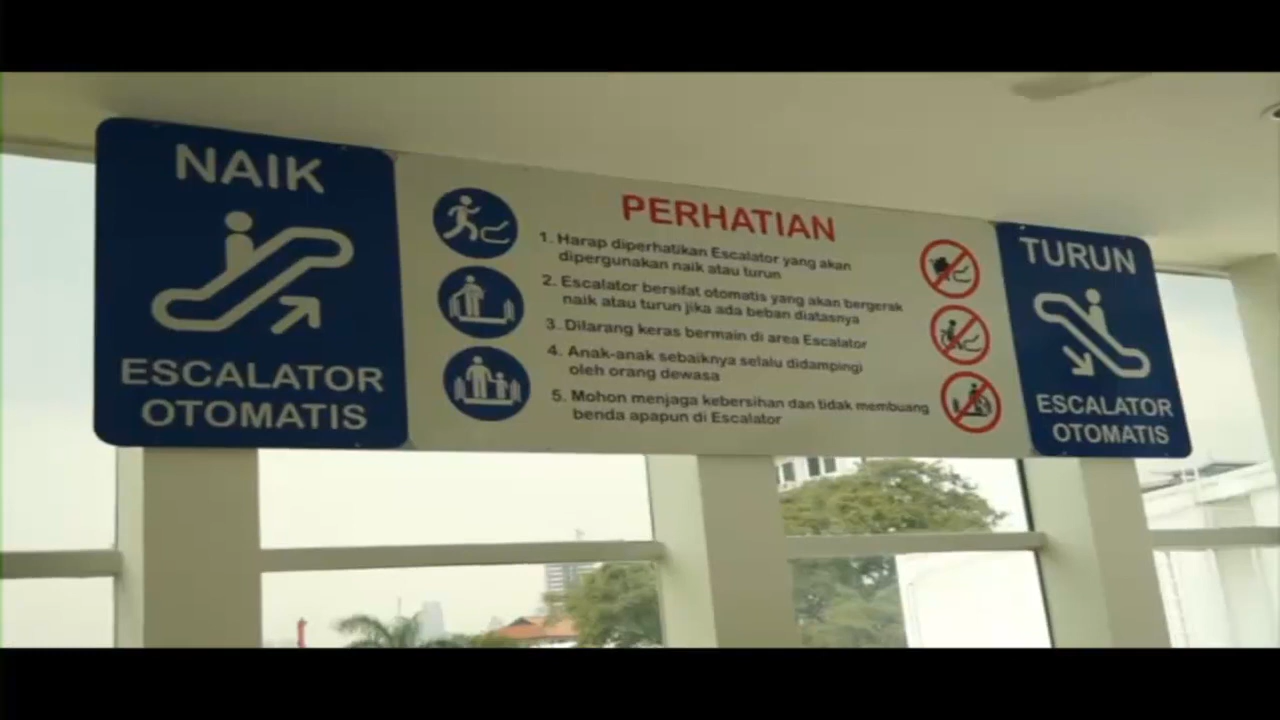 NAIK
ESCALATOR
OTOMATIS
PERHATIAN
1. Harap diperhatikan Escalator yang akan
dipergunakan naik atau turun
2. Escalator bersifat otomatis yang akan bergerak
naik atau turun jika ada beban diatasnya
3. Dilarang keras bermain di area Escalator
4. Anak-anak sebaiknya selalu didampingi
oleh orang dewasa
5. Mohon menjaga kebersihan dan tidak membuang
benda apapun di Escalator
TURUN
ESCALATOR
OTOMATIS